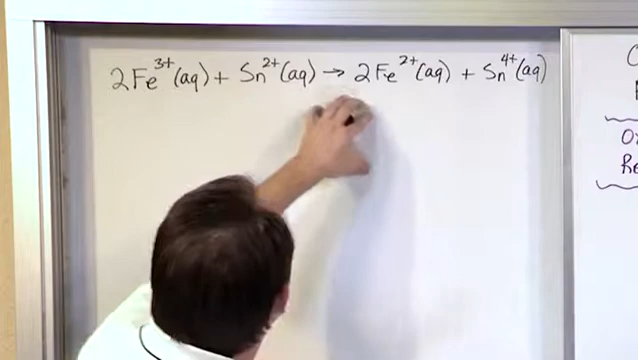 2Fe³⁺(aq) + Sn²⁺(aq) → 2Fe²⁺(aq) + Sn⁴⁺(aq)